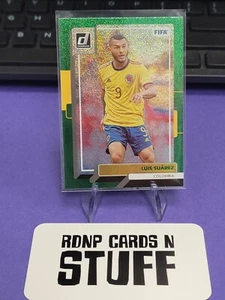 DONRUSS
FIFA
9
LUIS SUÁREZ
COLOMBIA
RDNP CARDS N
STUFF